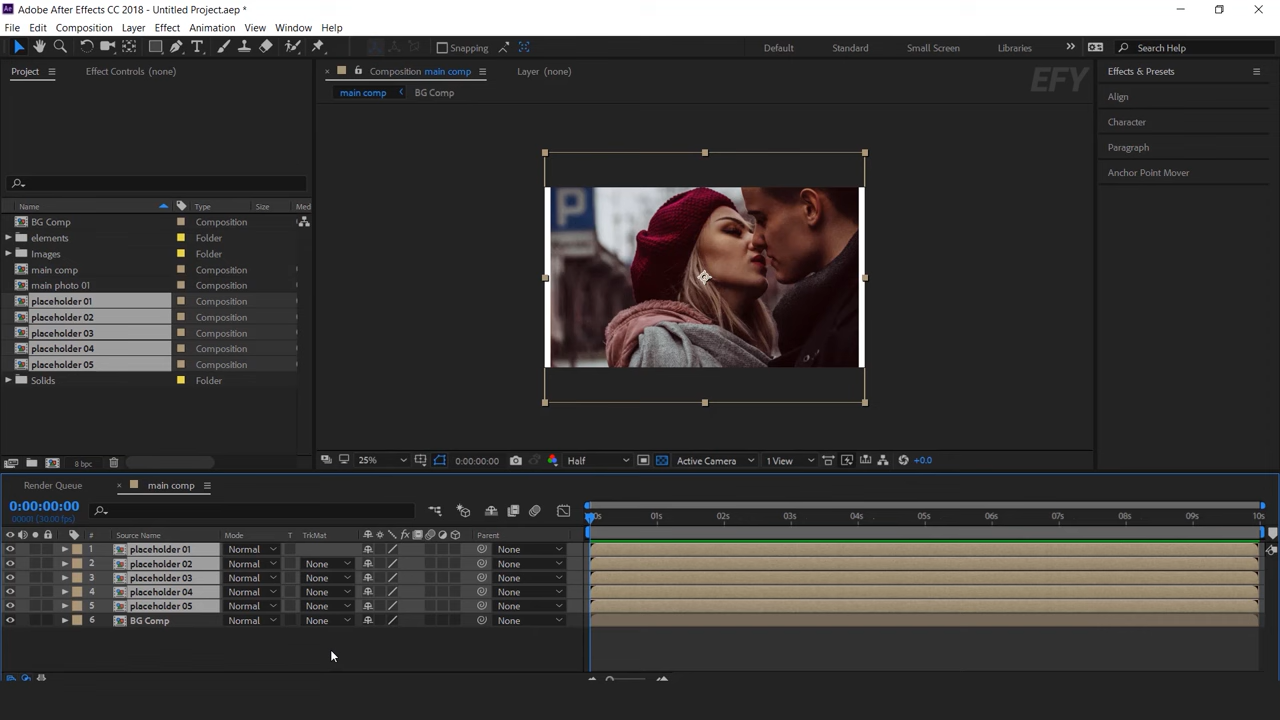 Adobe After Effects CC 2018 - Untitled Project.aep *
File Edit Composition Layer Effect Animation View Window Help
Snapping Default Standard Small Screen Libraries Search Help
Project Effect Controls (none) Composition main comp Layer (none) EFY Effects & Presets
main comp BG Comp
Align
Character
Paragraph
Anchor Point Mover
P
Name Type Size Med
BG Comp Composition
elements Folder
Images Folder
main comp Composition
main photo 01 Composition
placeholder 01 Composition
placeholder 02 Composition
placeholder 03 Composition
placeholder 04 Composition
placeholder 05 Composition
Solids Folder
8 bpc 25% 0:00:00:00 Half Active Camera 1 View +0.0
Render Queue main comp
0:00:00:00
00001 (30.00 fps)
01s 02s 03s 04s 05s 06s 07s 08s 09s 10s
# Source Name Mode T TrkMat Parent
1 placeholder 01 Normal None
2 placeholder 02 Normal None None
3 placeholder 03 Normal None None
4 placeholder 04 Normal None None
5 placeholder 05 Normal None None
6 BG Comp Normal None None